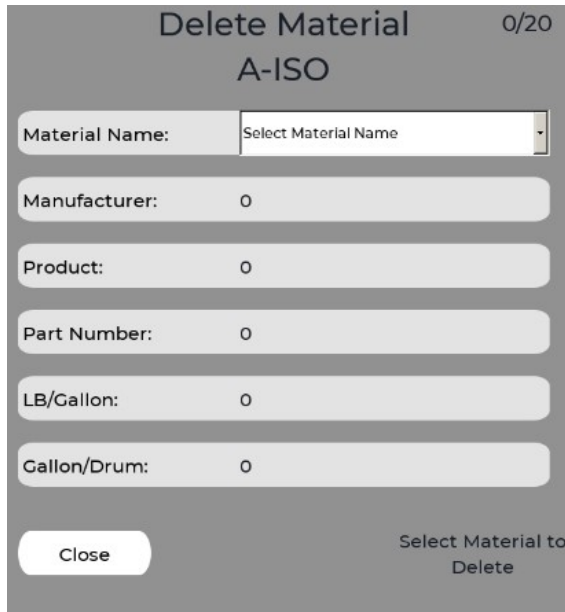 Delete Material 0/20
A-ISO
Material Name: Select Material Name
Manufacturer: 0
Product: 0
Part Number: 0
LB/Gallon: 0
Gallon/Drum: 0
Close
Select Material to
Delete